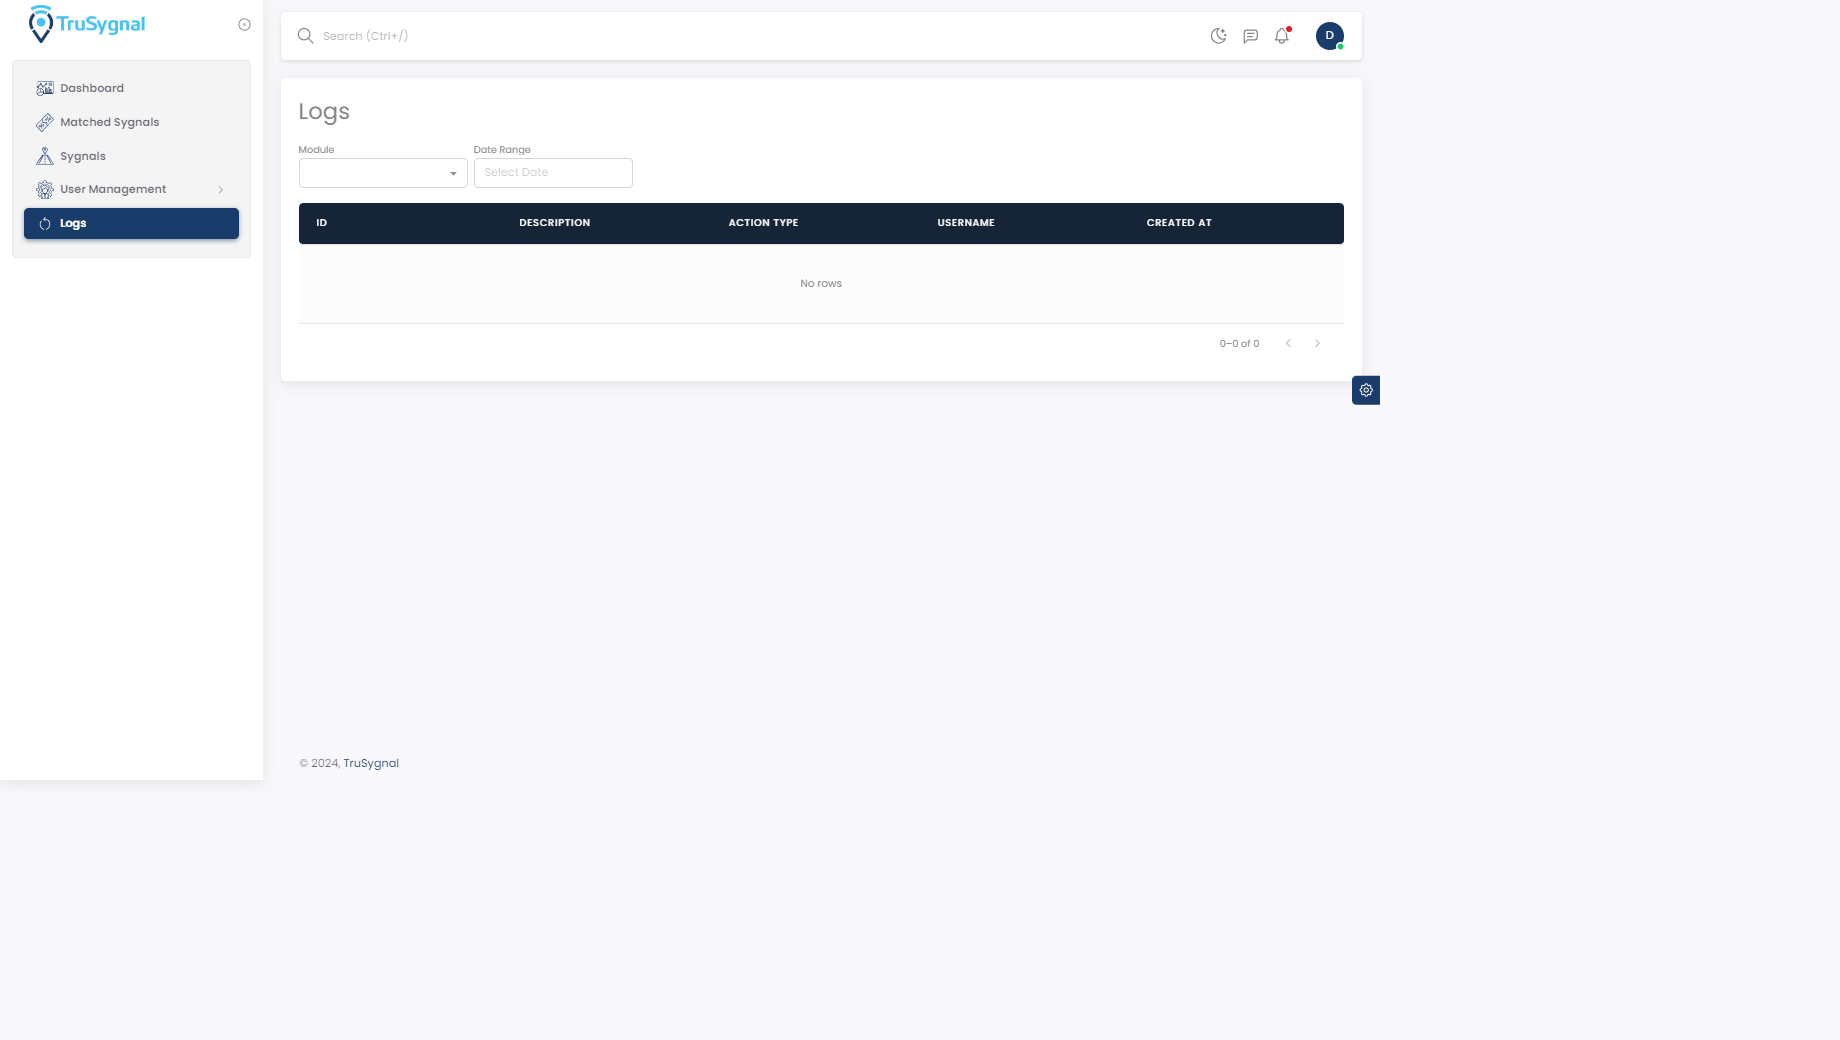 TruSygnal
Search (Ctrl+/)
D
Dashboard
Matched Sygnals
Sygnals
User Management
Logs
Logs
Module
Date Range
Select Date
ID
DESCRIPTION
ACTION TYPE
USERNAME
CREATED AT
No rows
0–0 of 0
© 2024, TruSygnal